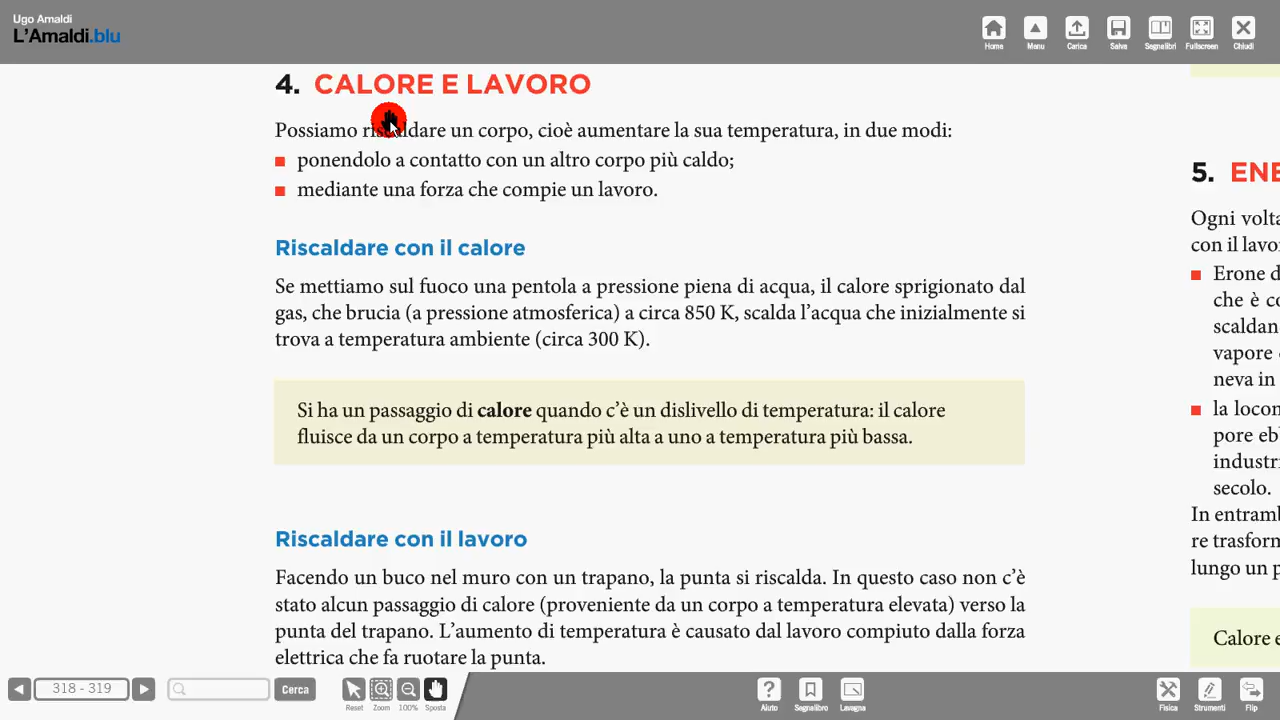 Ugo Amaldi
L'Amaldi.blu
Home
Menu
Carica
Salva
Segnalibri
Fullscreen
Chiudi
4. CALORE E LAVORO
Possiamo riscaldare un corpo, cioè aumentare la sua temperatura, in due modi:
ponendolo a contatto con un altro corpo più caldo;
mediante una forza che compie un lavoro.
Riscaldare con il calore
Se mettiamo sul fuoco una pentola a pressione piena di acqua, il calore sprigionato dal
gas, che brucia (a pressione atmosferica) a circa 850 K, scalda l'acqua che inizialmente si
trova a temperatura ambiente (circa 300 K).
Si ha un passaggio di calore quando c'è un dislivello di temperatura: il calore
fluisce da un corpo a temperatura più alta a uno a temperatura più bassa.
Riscaldare con il lavoro
Facendo un buco nel muro con un trapano, la punta si riscalda. In questo caso non c'è
stato alcun passaggio di calore (proveniente da un corpo a temperatura elevata) verso la
punta del trapano. L'aumento di temperatura è causato dal lavoro compiuto dalla forza
elettrica che fa ruotare la punta.
5. ENE
Ogni volta
con il lavo
Erone d
che è co
scaldan
vapore
neva in
la locon
pore eb
industri
secolo.
In entramb
re trasform
lungo un p
Calore e
318 - 319
Cerca
Reset
Zoom
100%
Sposta
Aiuto
Segnalibro
Lavagna
Fisica
Strumenti
Flip